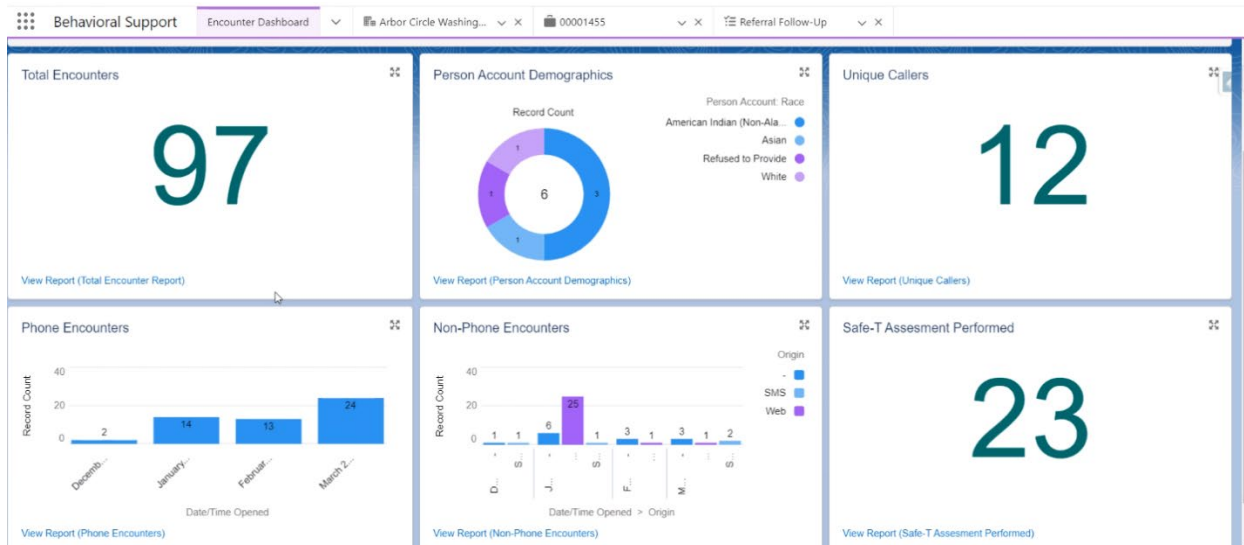 Behavioral Support
Encounter Dashboard
Arbor Circle Washing...
00001455
Referral Follow-Up
Total Encounters
97
View Report (Total Encounter Report)
Person Account Demographics
Record Count
Person Account: Race
American Indian (Non-Ala...
Asian
Refused to Provide
White
1
1
6
3
1
View Report (Person Account Demographics)
Unique Callers
12
View Report (Unique Callers)
Phone Encounters
Record Count
40
20
0
2
14
13
24
Decemb...
January...
Februar...
March 2...
Date/Time Opened
View Report (Phone Encounters)
Non-Phone Encounters
Record Count
40
20
0
1
1
6
25
1
3
1
3
1
2
-
S...
-
...
S...
-
...
-
...
S...
D...
J...
F...
M...
Date/Time Opened > Origin
Origin
-
SMS
Web
View Report (Non-Phone Encounters)
Safe-T Assesment Performed
23
View Report (Safe-T Assesment Performed)